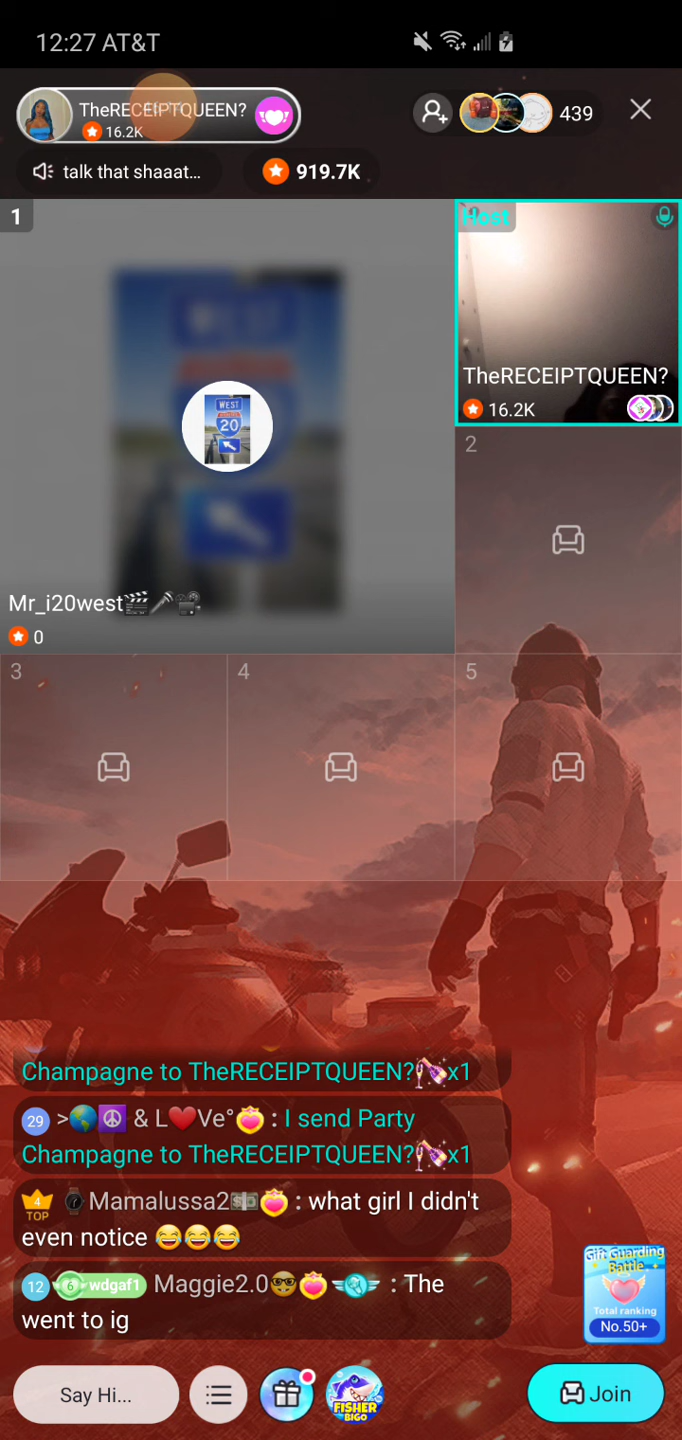 12:27 AT&T
TheRECEIPTQUEEN?
16.2K
439
talk that shaaat...
919.7K
1
Host
TheRECEIPTQUEEN?
16.2K
WEST
20
Mr_i20west🎬🎤🎥
0
2
3
4
5
Champagne to TheRECEIPTQUEEN?🍾x1
29 >🌎☮️ & L❤️Ve°🍑 : I send Party
Champagne to TheRECEIPTQUEEN?🍾x1
4 TOP ⌚Mamalussa2💵🍑 : what girl I didn't
even notice 😂😂😂
12 6 wdgaf1 Maggie2.0🤓🍑 : The
went to ig
Gift Guarding
Battle
Total ranking
No.50+
Say Hi...
FISHER
BIGO
Join